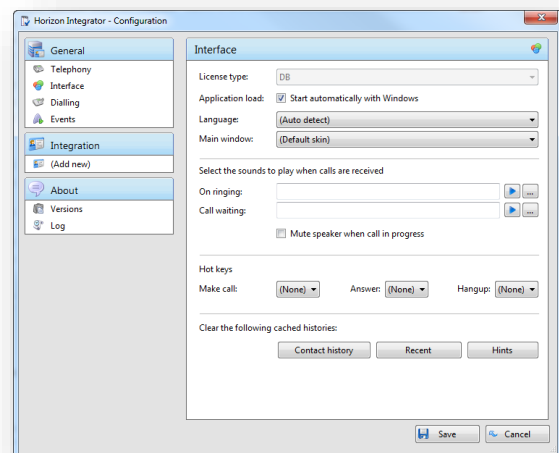 Horizon Integrator - Configuration
General
Telephony
Interface
Dialling
Events
Integration
(Add new)
About
Versions
Log
Interface
License type: DB
Application load: Start automatically with Windows
Language: (Auto detect)
Main window: (Default skin)
Select the sounds to play when calls are received
On ringing: ...
Call waiting: ...
Mute speaker when call in progress
Hot keys
Make call: (None) Answer: (None) Hangup: (None)
Clear the following cached histories:
Contact history Recent Hints
Save Cancel